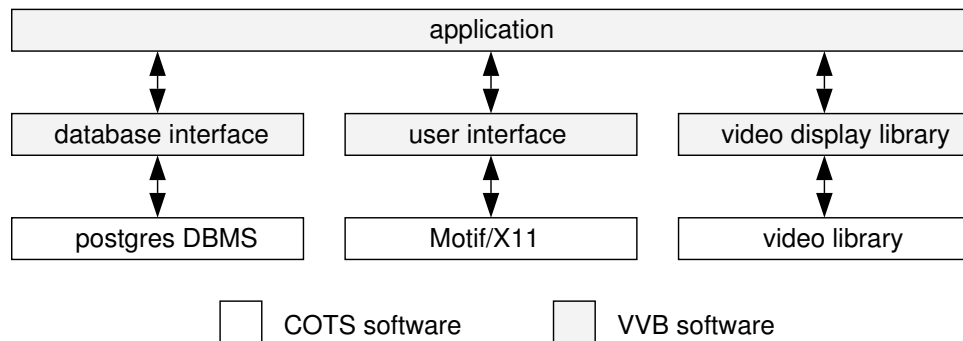 application
database interface
user interface
video display library
postgres DBMS
Motif/X11
video library
COTS software
VVB software